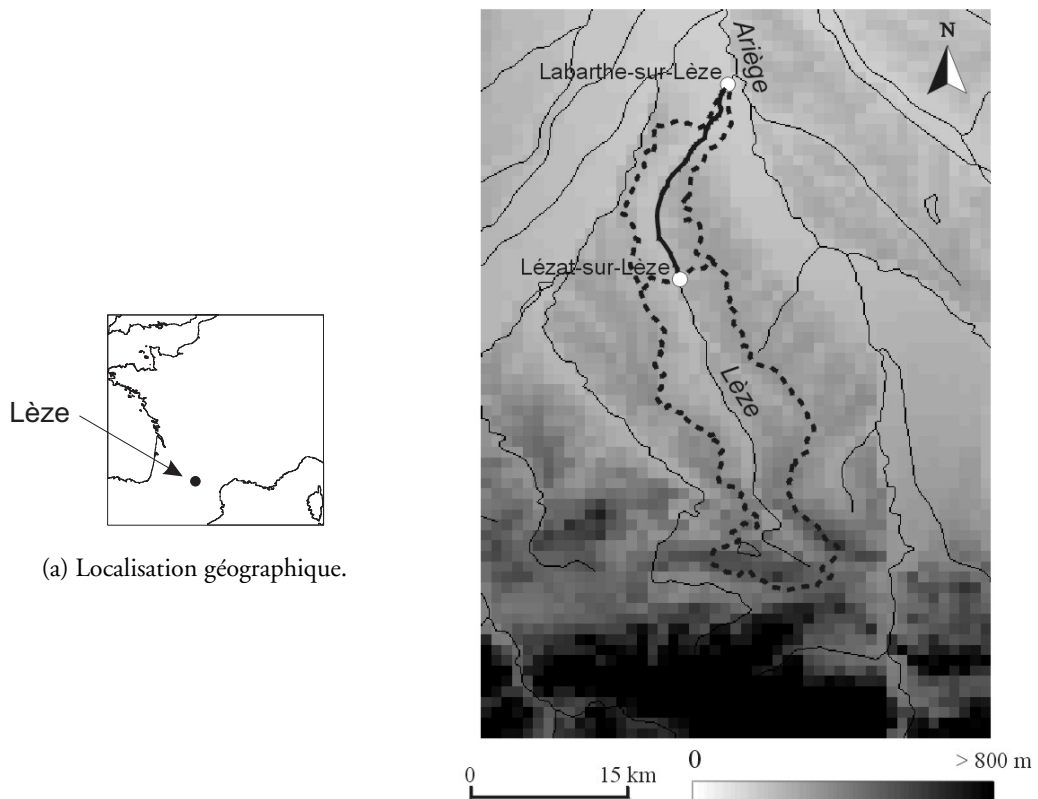 Lèze
(a) Localisation géographique.
N
Ariège
Labarthe-sur-Lèze
Lézat-sur-Lèze
Lèze
0 15 km
0 > 800 m